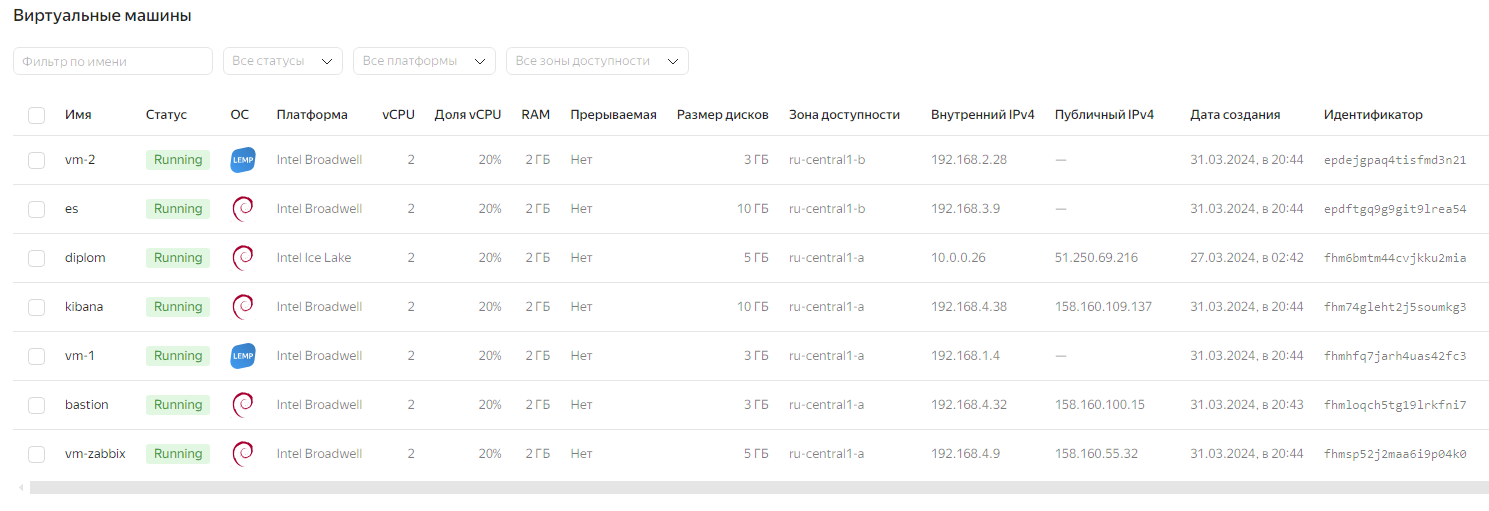 Виртуальные машины
Фильтр по имени Все статусы Все платформы Все зоны доступности
Имя Статус ОС Платформа vCPU Доля vCPU RAM Прерываемая Размер дисков Зона доступности Внутренний IPv4 Публичный IPv4 Дата создания Идентификатор
vm-2 Running LEMP Intel Broadwell 2 20% 2 ГБ Нет 3 ГБ ru-central1-b 192.168.2.28 — 31.03.2024, в 20:44 epdejgpaq4tisfmd3n21
es Running Intel Broadwell 2 20% 2 ГБ Нет 10 ГБ ru-central1-b 192.168.3.9 — 31.03.2024, в 20:44 epdftgq9g9git9lrea54
diplom Running Intel Ice Lake 2 20% 2 ГБ Нет 5 ГБ ru-central1-a 10.0.0.26 51.250.69.216 27.03.2024, в 02:42 fhm6bmtm44cvjkku2mia
kibana Running Intel Broadwell 2 20% 2 ГБ Нет 10 ГБ ru-central1-a 192.168.4.38 158.160.109.137 31.03.2024, в 20:44 fhm74gleht2j5soumkg3
vm-1 Running LEMP Intel Broadwell 2 20% 2 ГБ Нет 3 ГБ ru-central1-a 192.168.1.4 — 31.03.2024, в 20:44 fhmhfq7jarh4uas42fc3
bastion Running Intel Broadwell 2 20% 2 ГБ Нет 3 ГБ ru-central1-a 192.168.4.32 158.160.100.15 31.03.2024, в 20:43 fhmloqch5tg19lrkfni7
vm-zabbix Running Intel Broadwell 2 20% 2 ГБ Нет 5 ГБ ru-central1-a 192.168.4.9 158.160.55.32 31.03.2024, в 20:44 fhmsp52j2maa6i9p04k0